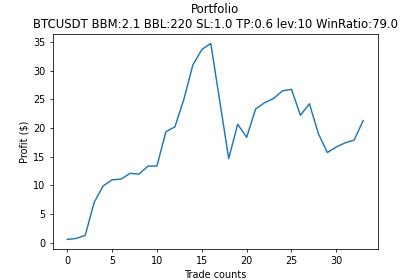 Portfolio
BTCUSDT BBM:2.1 BBL:220 SL:1.0 TP:0.6 lev:10 WinRatio:79.0
35
30
25
20
15
10
5
0
Profit ($)
0 5 10 15 20 25 30
Trade counts